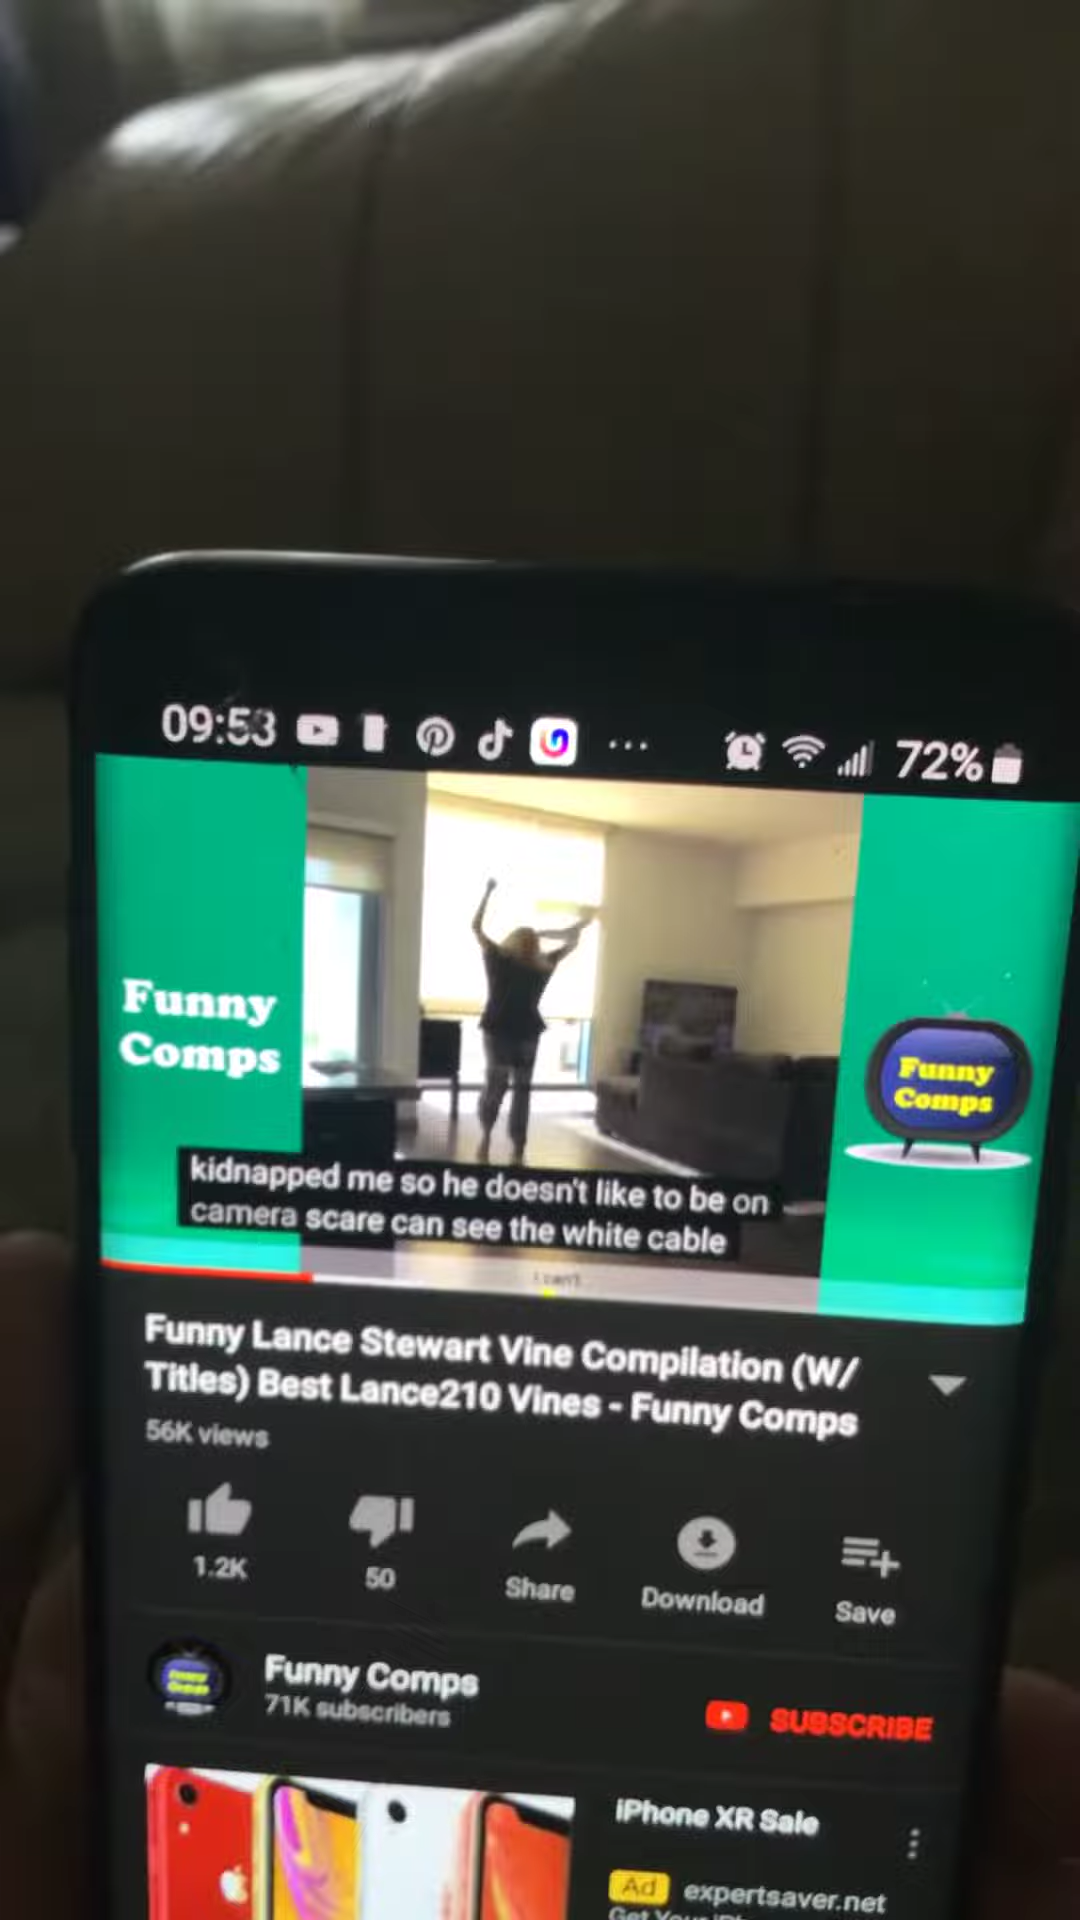 09:53
72%
Funny
Comps
Funny
Comps
kidnapped me so he doesn't like to be on
camera scare can see the white cable
I can't
Funny Lance Stewart Vine Compilation (W/
Titles) Best Lance210 Vines - Funny Comps
56K views
1.2K
50
Share
Download
Save
Funny Comps
71K subscribers
SUBSCRIBE
iPhone XR Sale
Ad expertsaver.net